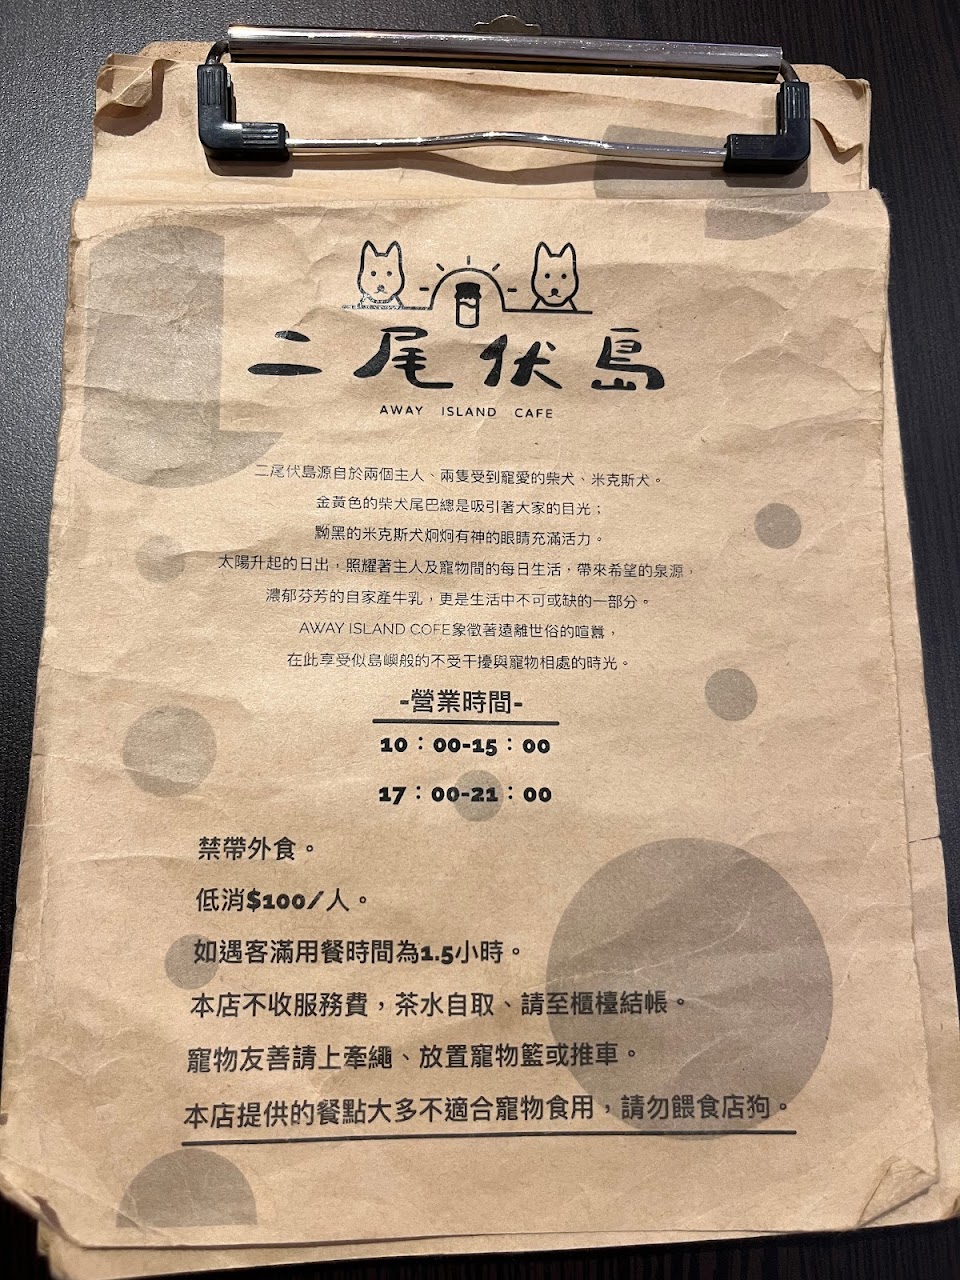 二尾伏島
AWAY ISLAND CAFE
二尾伏島源自於兩個主人、兩隻受到寵愛的柴犬、米克斯犬。
金黃色的柴犬尾巴總是吸引著大家的目光；
黝黑的米克斯犬炯炯有神的眼睛充滿活力。
太陽升起的日出，照耀著主人及寵物間的每日生活，帶來希望的泉源，
濃郁芬芳的自家產牛乳，更是生活中不可或缺的一部分。
AWAY ISLAND COFE象徵著遠離世俗的喧囂，
在此享受似島嶼般的不受干擾與寵物相處的時光。
-營業時間-
10：00-15：00
17：00-21：00
禁帶外食。
低消$100/人。
如遇客滿用餐時間為1.5小時。
本店不收服務費，茶水自取、請至櫃檯結帳。
寵物友善請上牽繩、放置寵物籃或推車。
本店提供的餐點大多不適合寵物食用，請勿餵食店狗。